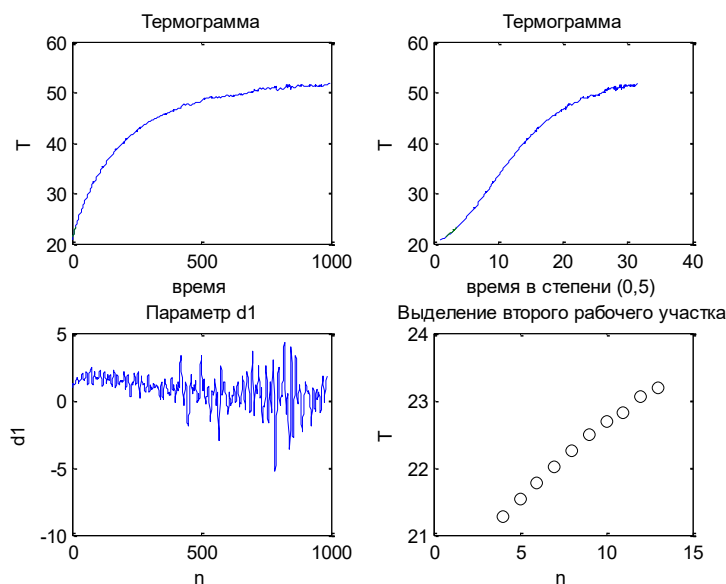 Термограмма
60
50
40
30
20
T
0
500
1000
время
Термограмма
60
50
40
30
20
T
0
10
20
30
40
время в степени (0,5)
Параметр d1
5
0
-5
-10
d1
0
500
1000
n
Выделение второго рабочего участка
24
23
22
21
T
0
5
10
15
n